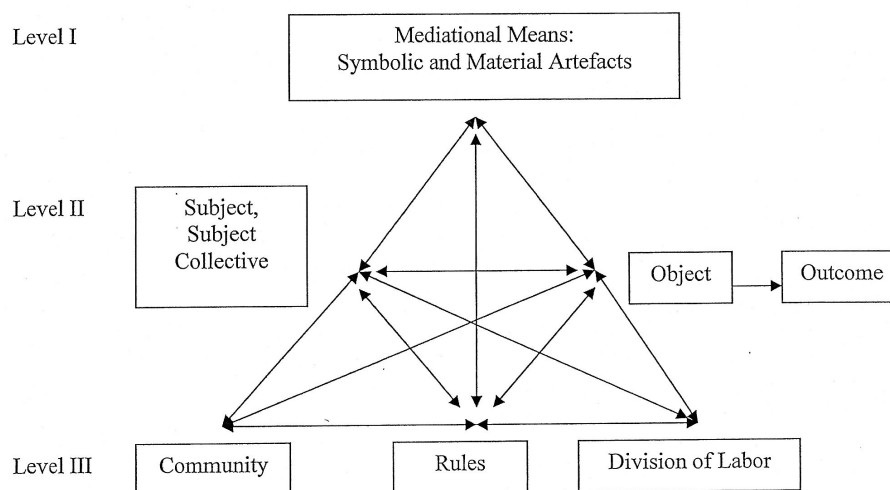 Level I
Mediational Means:
Symbolic and Material Artefacts
Level II
Subject,
Subject
Collective
Object
Outcome
Level III
Community
Rules
Division of Labor